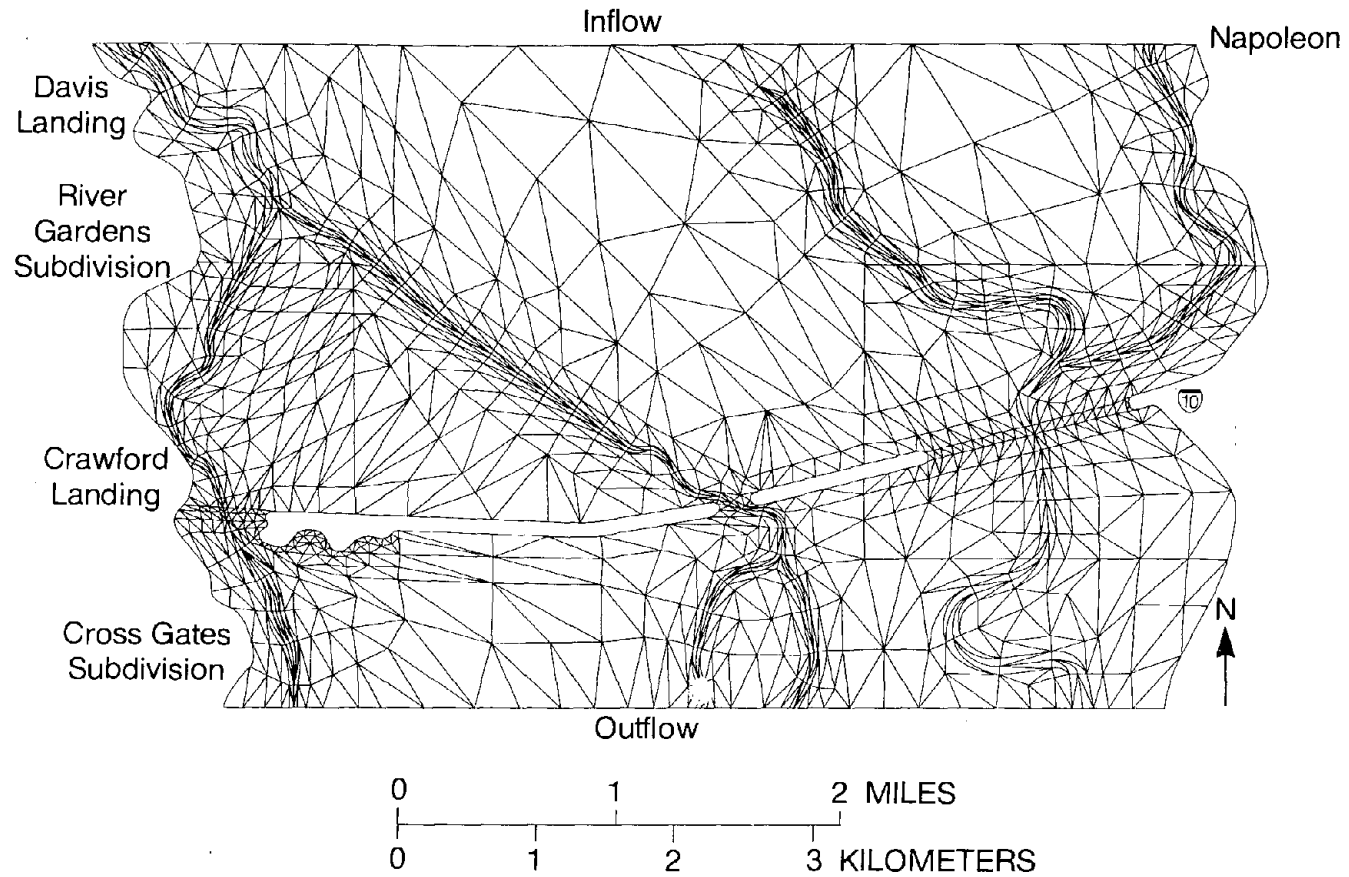 Inflow
Napoleon
Davis
Landing
River
Gardens
Subdivision
10
Crawford
Landing
N
Cross Gates
Subdivision
Outflow
0 1 2 MILES
0 1 2 3 KILOMETERS